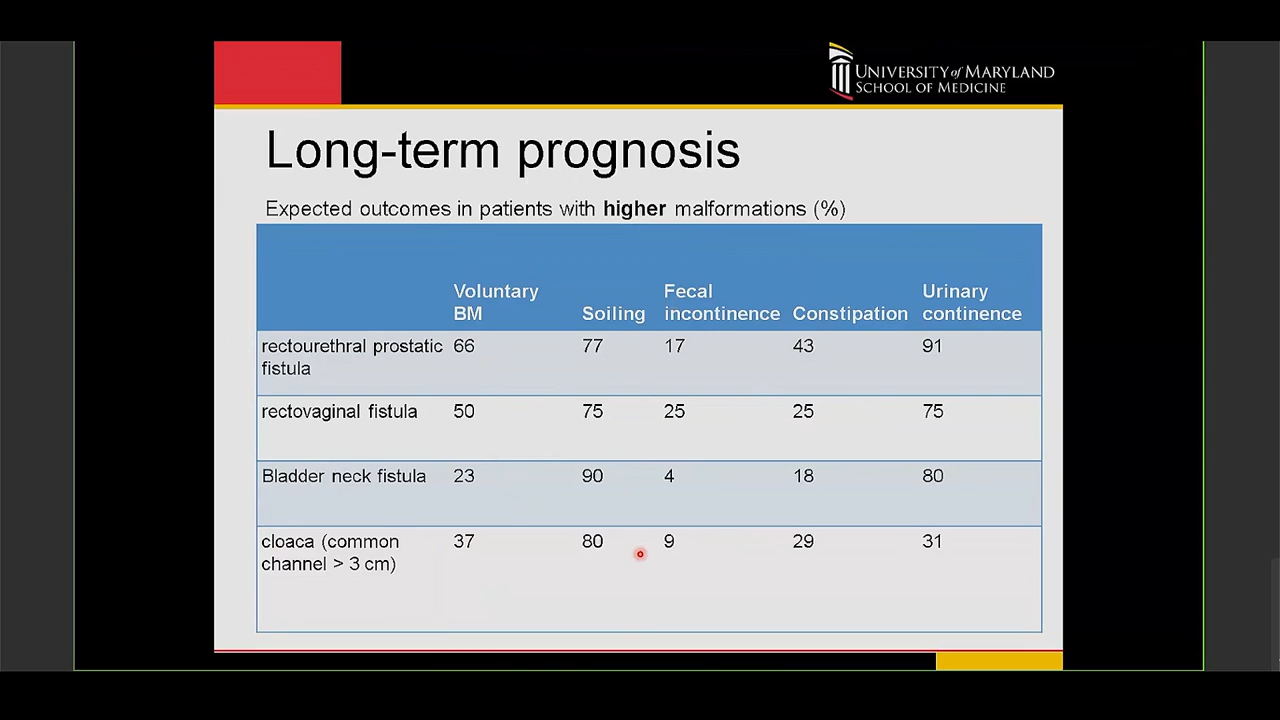 UNIVERSITY of MARYLAND
SCHOOL OF MEDICINE
Long-term prognosis
Expected outcomes in patients with higher malformations (%)
Voluntary BM Soiling Fecal incontinence Constipation Urinary continence
rectourethral prostatic fistula 66 77 17 43 91
rectovaginal fistula 50 75 25 25 75
Bladder neck fistula 23 90 4 18 80
cloaca (common channel > 3 cm) 37 80 9 29 31